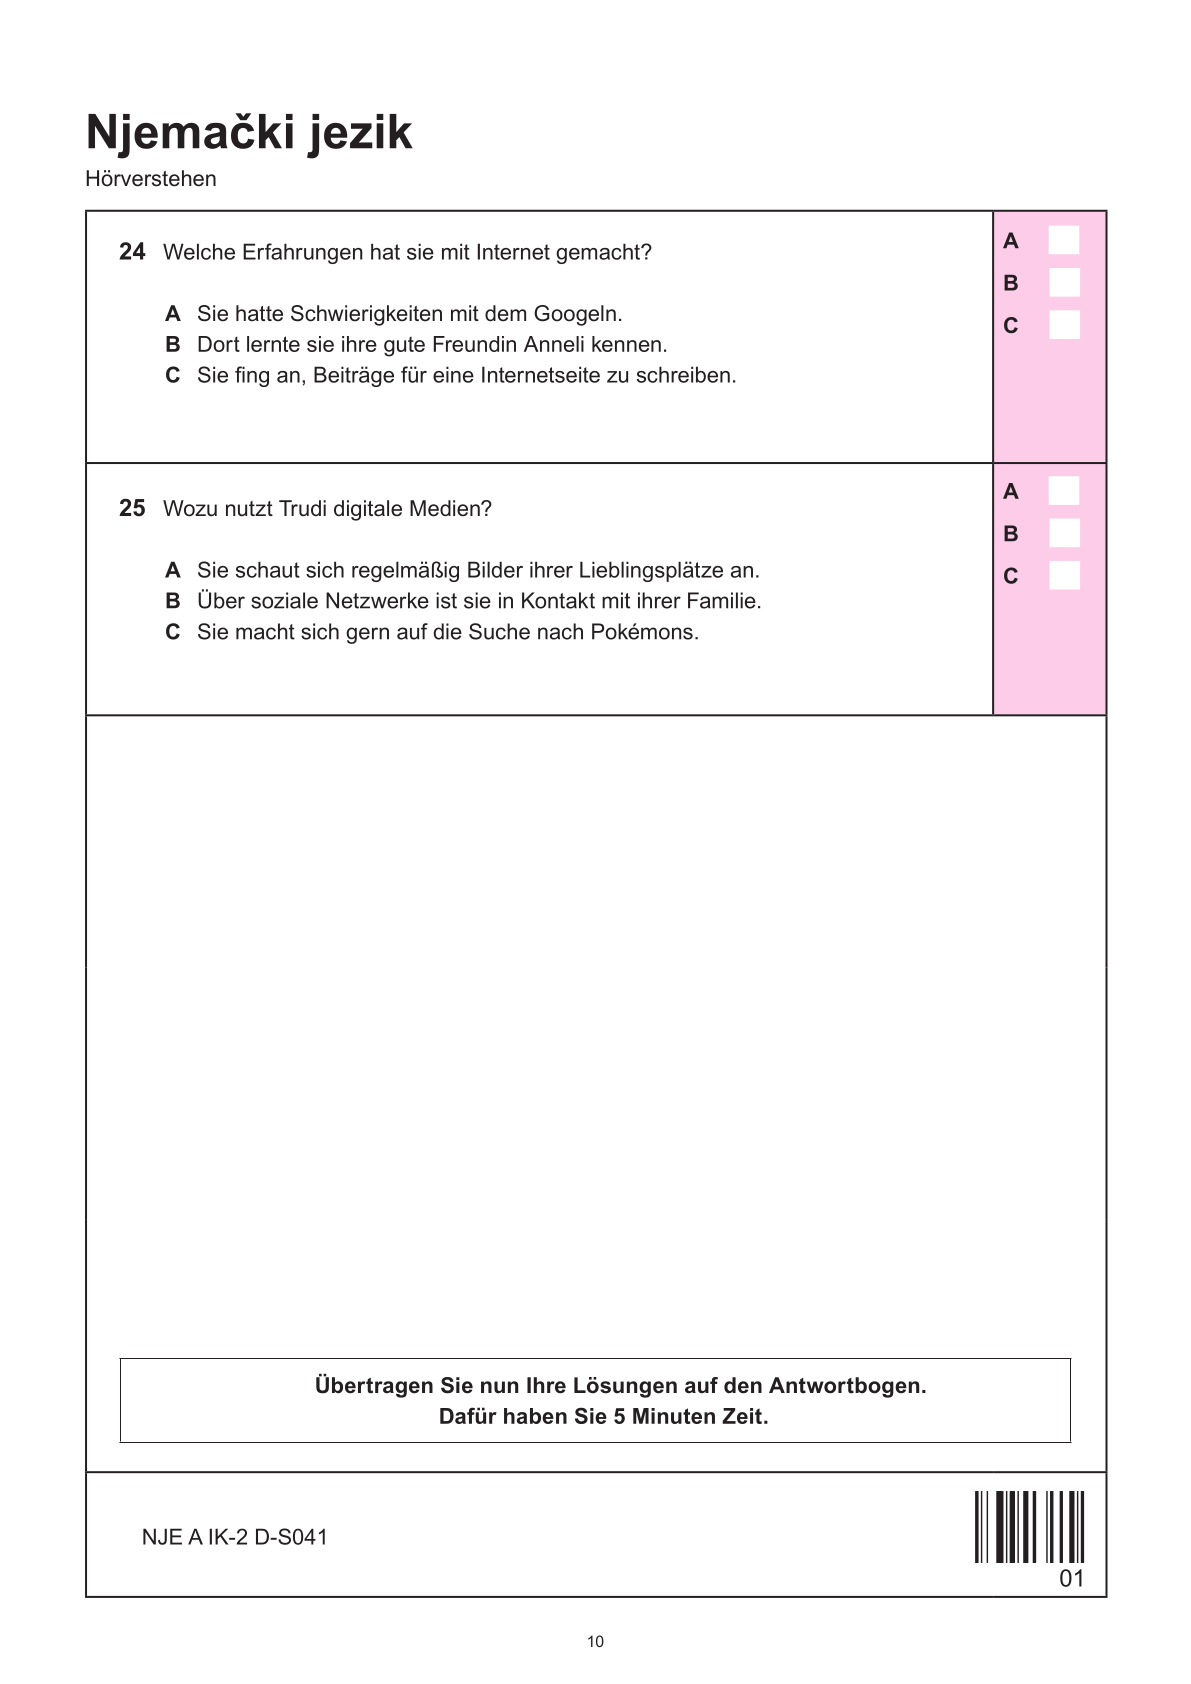 Njemački jezik
Hörverstehen
24 Welche Erfahrungen hat sie mit Internet gemacht?
A Sie hatte Schwierigkeiten mit dem Googeln.
B Dort lernte sie ihre gute Freundin Anneli kennen.
C Sie fing an, Beiträge für eine Internetseite zu schreiben.
A
B
C
25 Wozu nutzt Trudi digitale Medien?
A Sie schaut sich regelmäßig Bilder ihrer Lieblingsplätze an.
B Über soziale Netzwerke ist sie in Kontakt mit ihrer Familie.
C Sie macht sich gern auf die Suche nach Pokémons.
A
B
C
Übertragen Sie nun Ihre Lösungen auf den Antwortbogen.
Dafür haben Sie 5 Minuten Zeit.
NJE A IK-2 D-S041
01
10